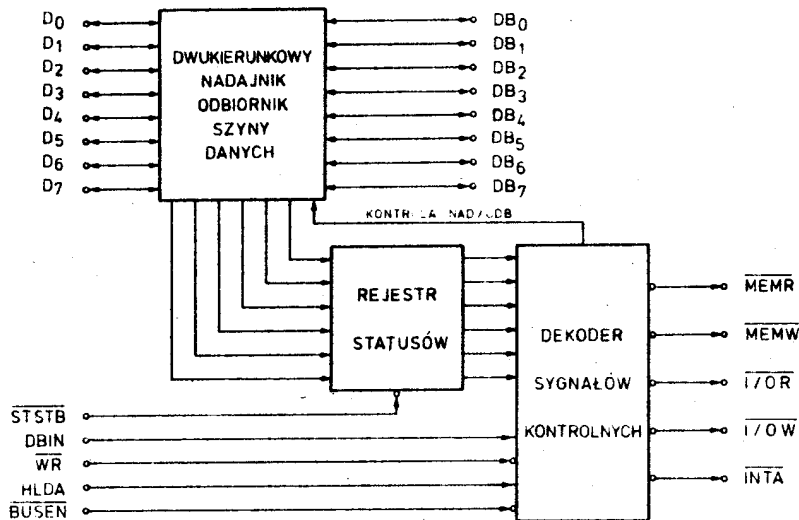 D0
D1
D2
D3
D4
D5
D6
D7
DWUKIERUNKOWY
NADAJNIK
ODBIORNIK
SZYNY
DANYCH
DB0
DB1
DB2
DB3
DB4
DB5
DB6
DB7
REJESTR
STATUSÓW
DEKODER
SYGNAŁÓW
KONTROLNYCH
STSTB
DBIN
WR
HLDA
BUSEN
MEMR
MEMW
I/OR
I/OW
INTA